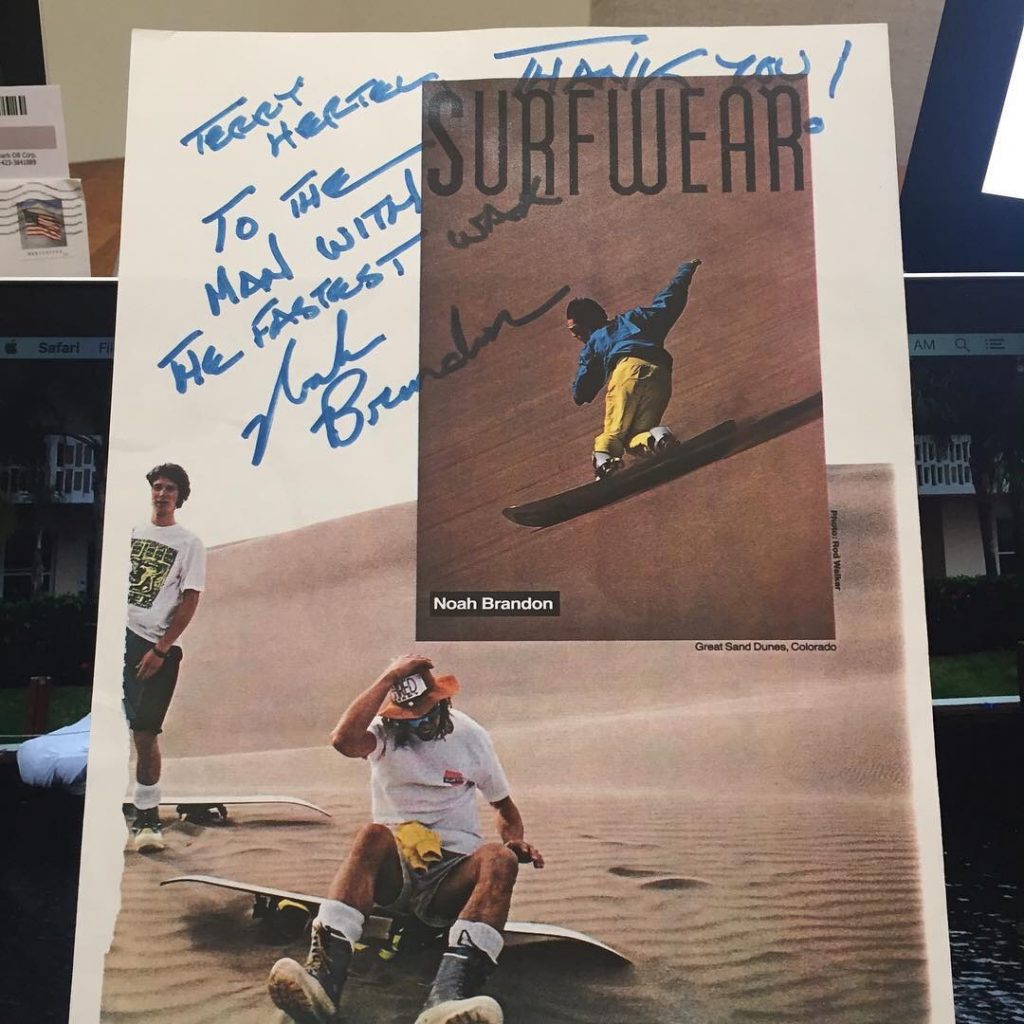 TERRY THANK YOU!
HERTEL
SURFWEAR
TO THE
MAN WITH
THE FASTEST WAX
Noah
Brandon
Safari Fi
AM
Photo: Rod Walker
Noah Brandon
Great Sand Dunes, Colorado